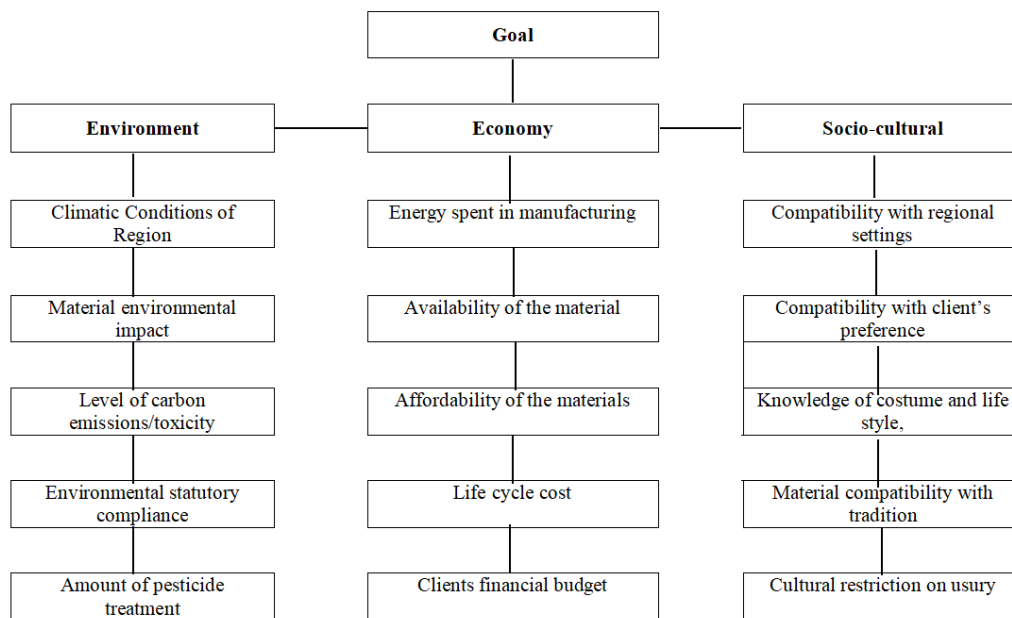 Goal
Environment
Economy
Socio-cultural
Climatic Conditions of
Region
Energy spent in manufacturing
Compatibility with regional
settings
Material environmental
impact
Availability of the material
Compatibility with client’s
preference
Level of carbon
emissions/toxicity
Affordability of the materials
Knowledge of costume and life
style,
Environmental statutory
compliance
Life cycle cost
Material compatibility with
tradition
Amount of pesticide
treatment
Clients financial budget
Cultural restriction on usury